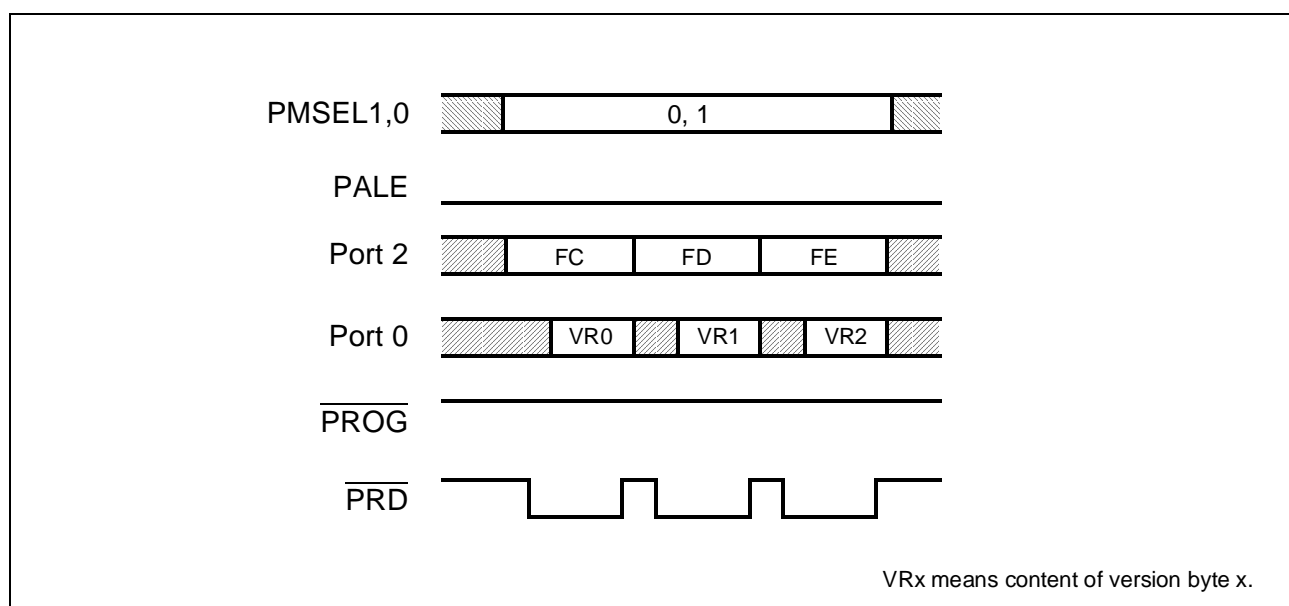 PMSEL1,0
0, 1
PALE
Port 2
FC FD FE
Port 0
VR0 VR1 VR2
PROG
PRD
VRx means content of version byte x.